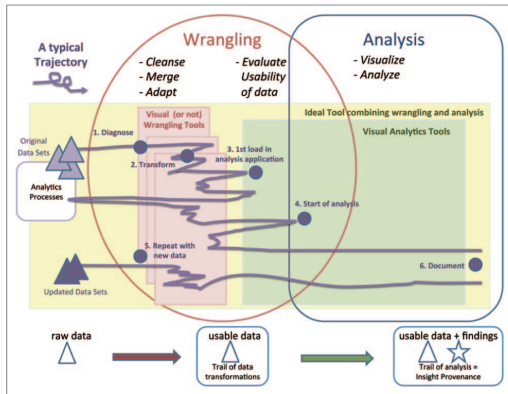 Wrangling
Analysis
A typical
Trajectory
- Cleanse
- Merge
- Adapt
- Evaluate
Usability
of data
- Visualize
- Analyze
Visual (or not)
Wrangling Tools
Ideal Tool combining wrangling and analysis
Visual Analytics Tools
Original
Data Sets
1. Diagnose
2. Transform
3. 1st load in
analysis application
Analytics
Processes
4. Start of analysis
5. Repeat with
new data
6. Document
Updated Data Sets
raw data
usable data
Trail of data
transformations
usable data + findings
Trail of analysis =
Insight Provenance